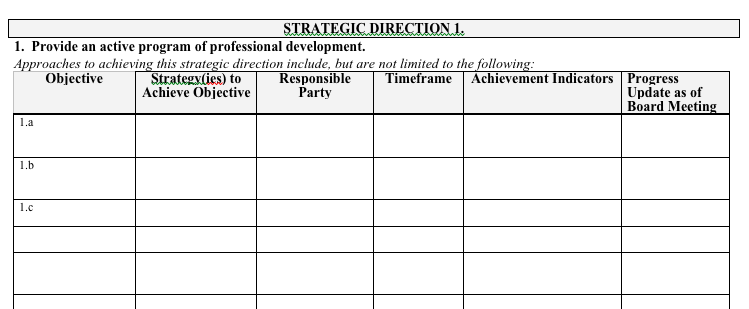 STRATEGIC DIRECTION 1.
1. Provide an active program of professional development.
Approaches to achieving this strategic direction include, but are not limited to the following:
Objective
Strategy(ies) to
Achieve Objective
Responsible
Party
Timeframe
Achievement Indicators
Progress
Update as of
Board Meeting
1.a
1.b
1.c